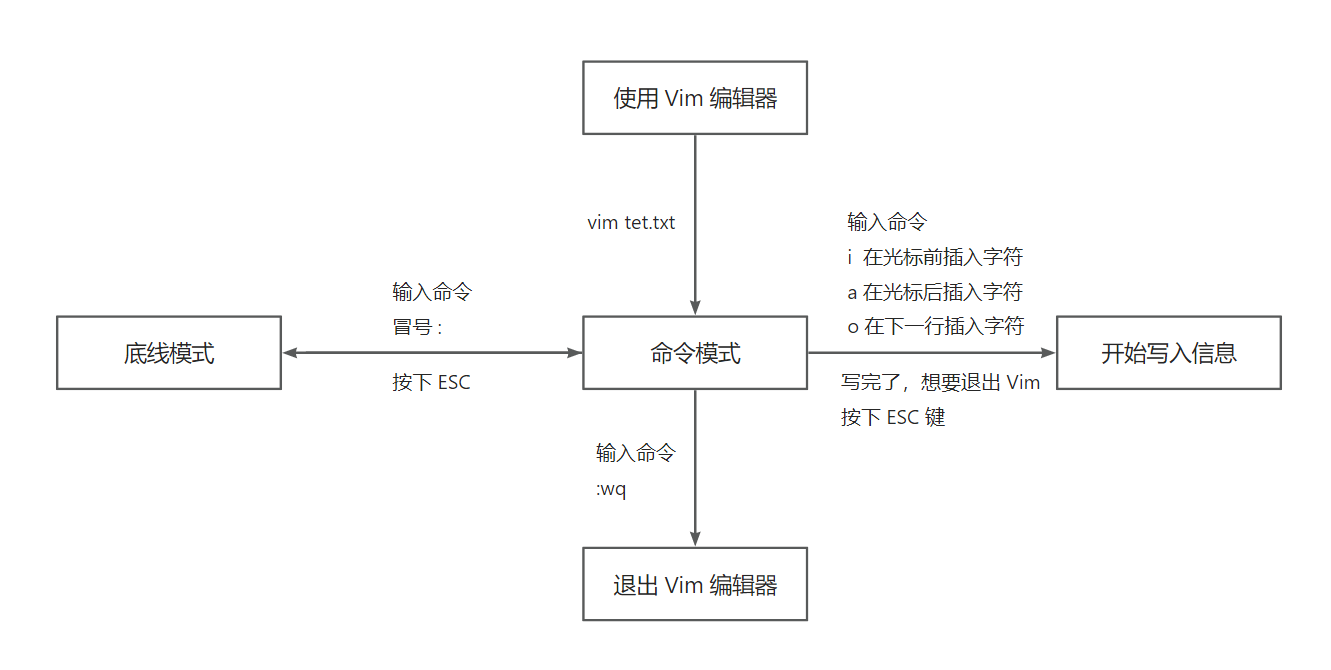 使用 Vim 编辑器
vim tet.txt
输入命令
i 在光标前插入字符
a 在光标后插入字符
o 在下一行插入字符
输入命令
冒号 :
底线模式
命令模式
开始写入信息
按下 ESC
写完了，想要退出 Vim
按下 ESC 键
输入命令
:wq
退出 Vim 编辑器